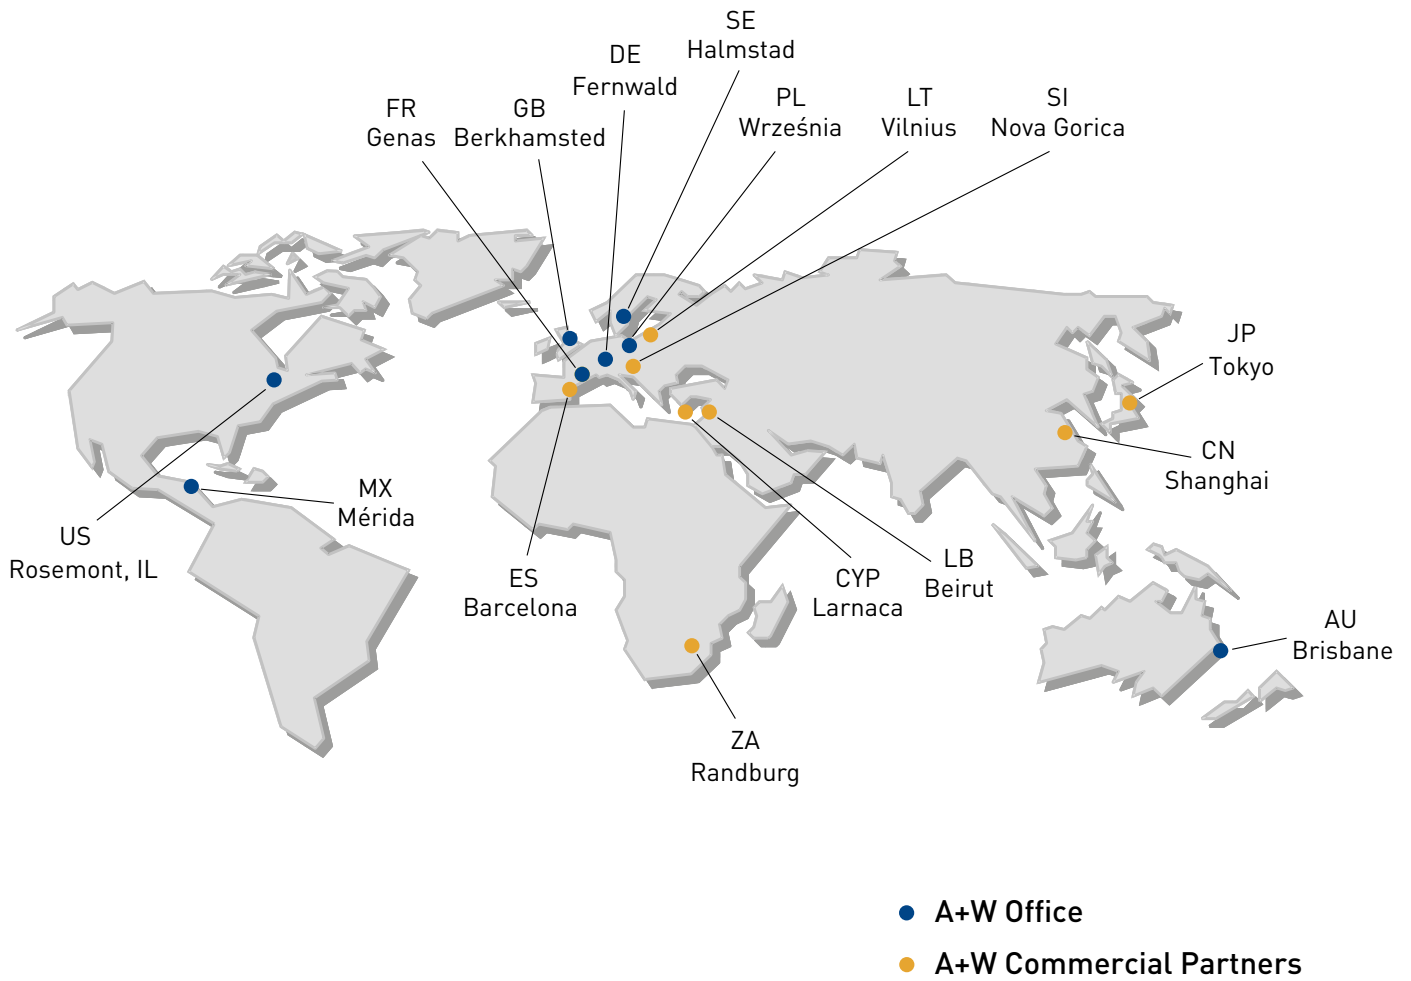 SE
Halmstad
DE
Fernwald
FR
Genas
GB
Berkhamsted
PL
Września
LT
Vilnius
SI
Nova Gorica
JP
Tokyo
CN
Shanghai
MX
Mérida
US
Rosemont, IL
ES
Barcelona
CYP
Larnaca
LB
Beirut
AU
Brisbane
ZA
Randburg
A+W Office
A+W Commercial Partners